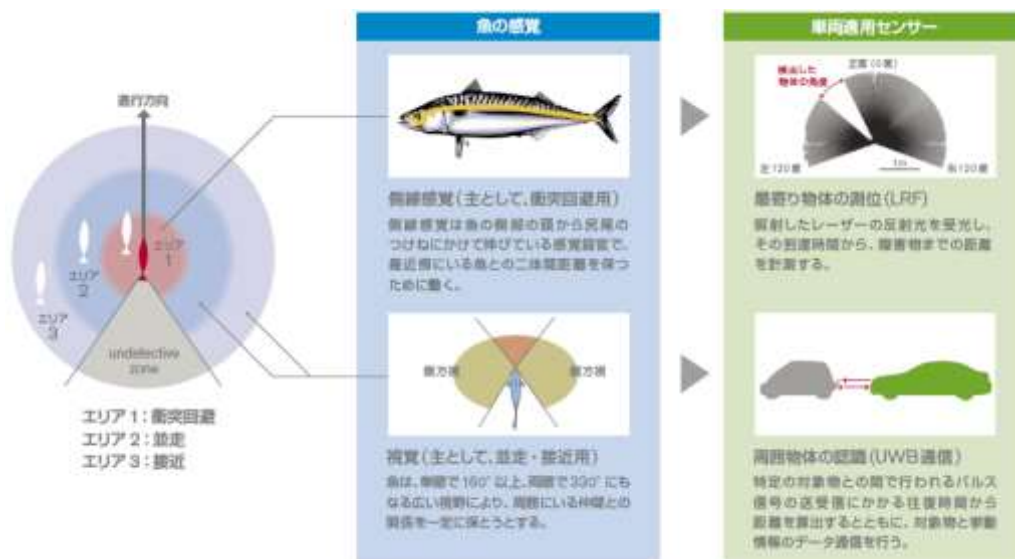 進行方向
エリア
1
エリア
2
エリア
3
undetective
zone
エリア1:衝突回避
エリア2:並走
エリア3:接近
魚の感覚
側線感覚(主として、衝突回避用)
側線感覚は魚の側部の頭から尻尾の
つけねにかけて伸びている感覚器官で、
最近傍にいる魚との二体間距離を保つ
ために働く。
側方視
側方視
視覚(主として、並走・接近用)
魚は、単眼で160°以上、両眼で330°にも
なる広い視野により、周囲にいる仲間との
関係を一定に保とうとする。
車両適用センサー
検出した
物体の角度
正面(0度)
左120度
1m
右120度
最寄り物体の測位(LRF)
照射したレーザーの反射光を受光し、
その到達時間から、障害物までの距離
を計測する。
周囲物体の認識(UWB通信)
特定の対象物との間で行われるパルス
信号の送受信にかかる往復時間から
距離を算出するとともに、対象物と挙動
情報のデータ通信を行う。